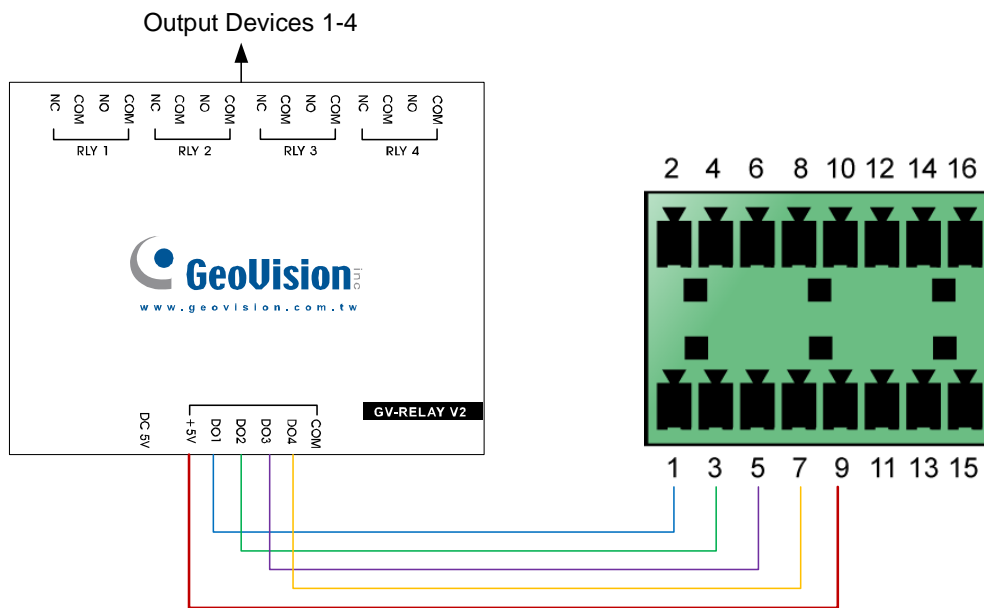 Output Devices 1-4
NC COM NO COM NC COM NO COM NC COM NO COM NC COM NO COM
RLY 1 RLY 2 RLY 3 RLY 4
GeoVision inc
www.geovision.com.tw
GV-RELAY V2
DC 5V +5V DO1 DO2 DO3 DO4 COM
2 4 6 8 10 12 14 16
1 3 5 7 9 11 13 15